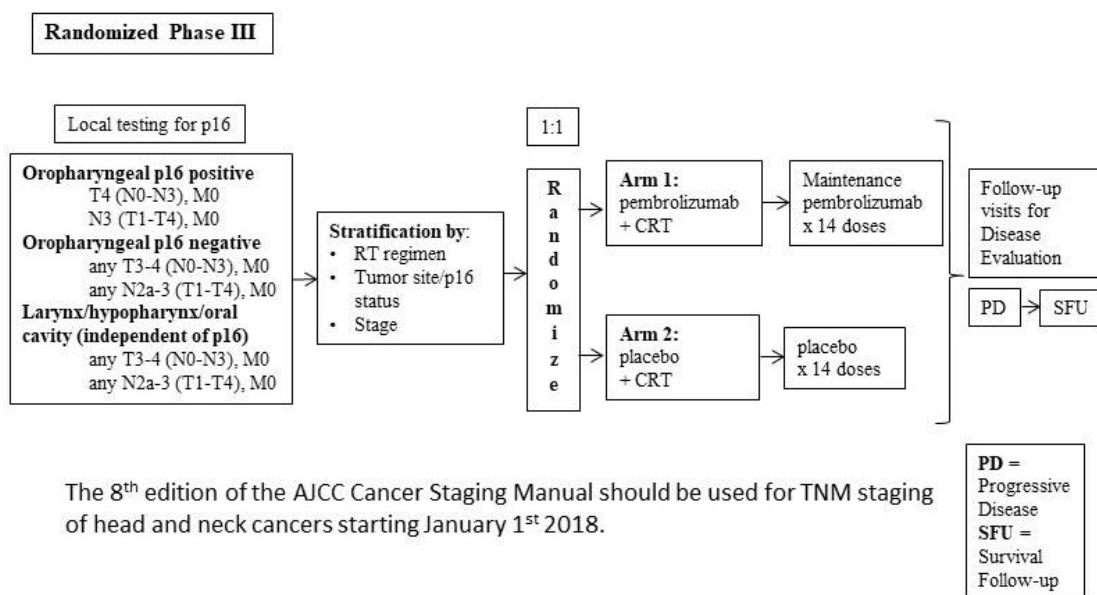 Randomized Phase III
Local testing for p16
Oropharyngeal p16 positive
T4 (N0-N3), M0
N3 (T1-T4), M0
Oropharyngeal p16 negative
any T3-4 (N0-N3), M0
any N2a-3 (T1-T4), M0
Larynx/hypopharynx/oral
cavity (independent of p16)
any T3-4 (N0-N3), M0
any N2a-3 (T1-T4), M0
Stratification by:
• RT regimen
• Tumor site/p16
status
• Stage
1:1
R
a
n
d
o
m
i
z
e
Arm 1:
pembrolizumab
+ CRT
Maintenance
pembrolizumab
x 14 doses
Arm 2:
placebo
+ CRT
placebo
x 14 doses
Follow-up
visits for
Disease
Evaluation
PD
SFU
PD =
Progressive
Disease
SFU =
Survival
Follow-up
The 8th edition of the AJCC Cancer Staging Manual should be used for TNM staging
of head and neck cancers starting January 1st 2018.